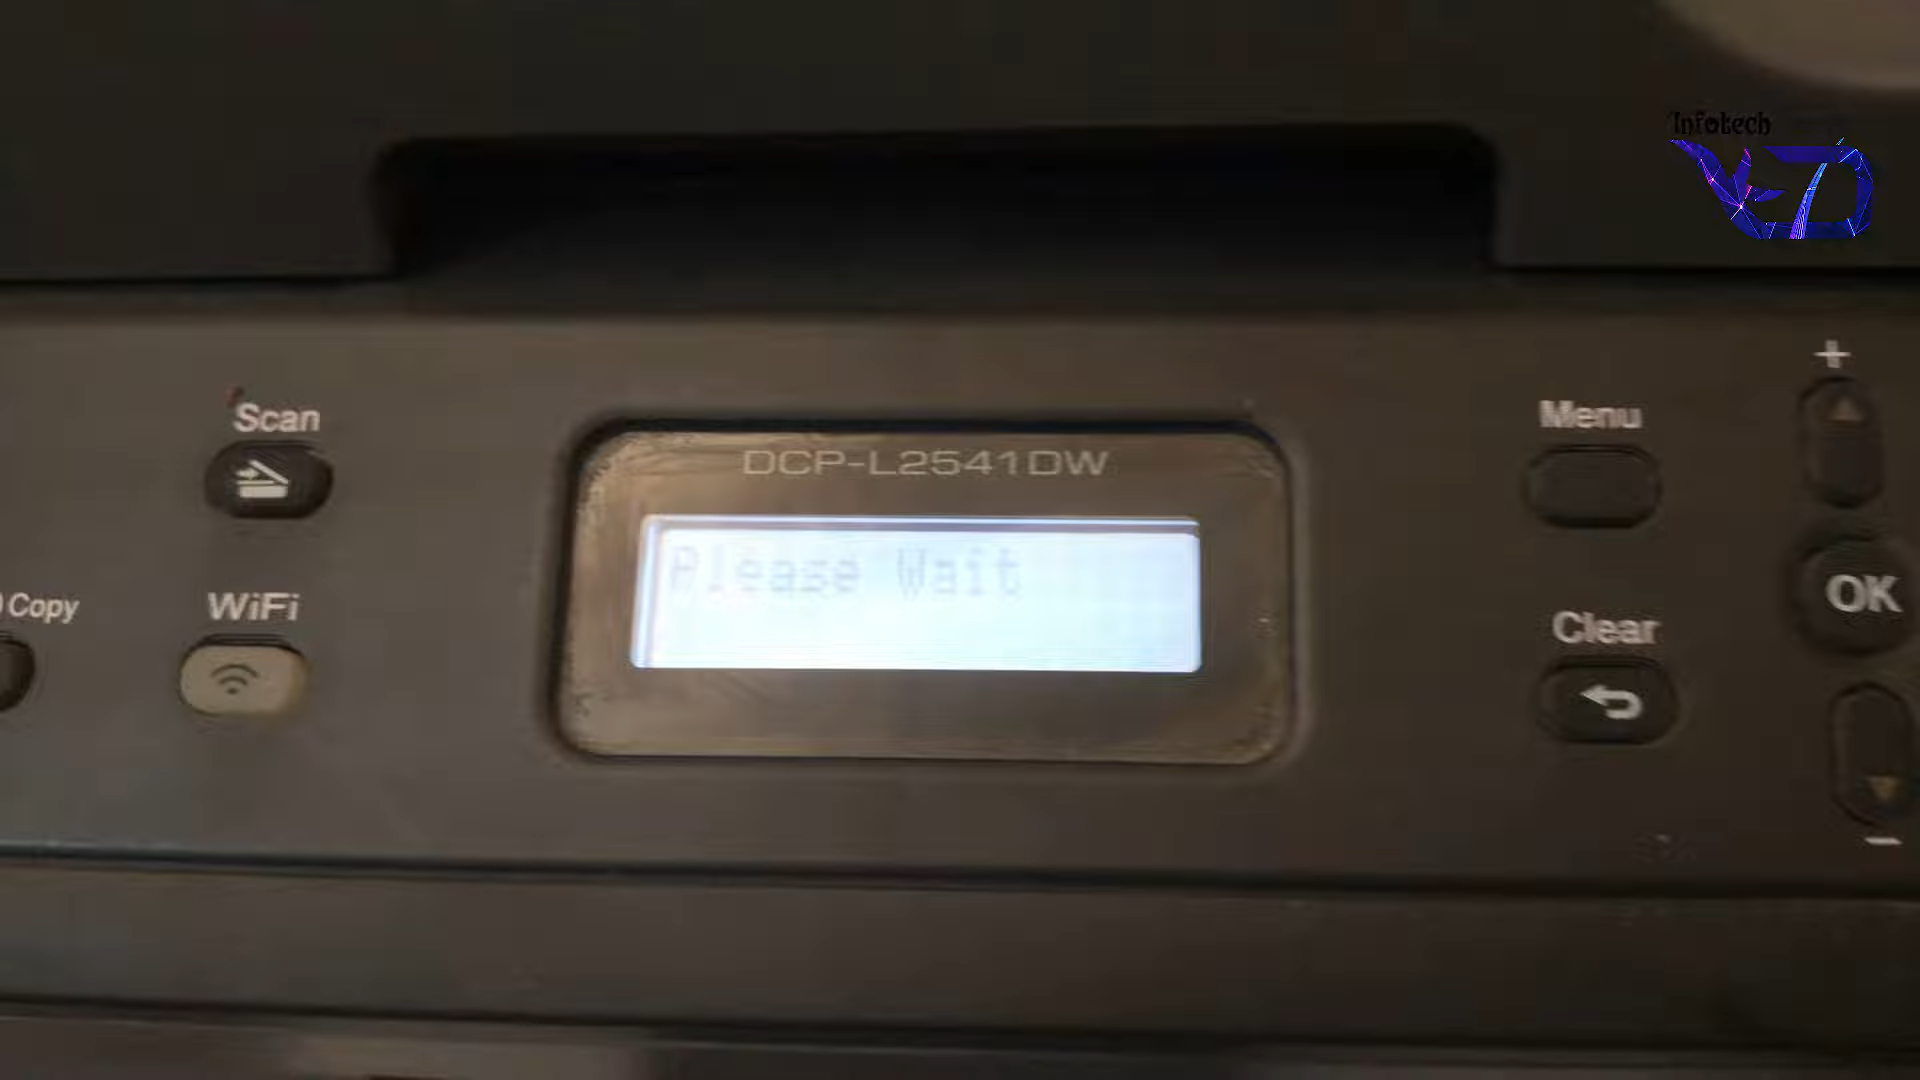 Infotech
Scan
DCP-L2541DW
Menu
+
Please Wait
Copy
WiFi
OK
Clear
-